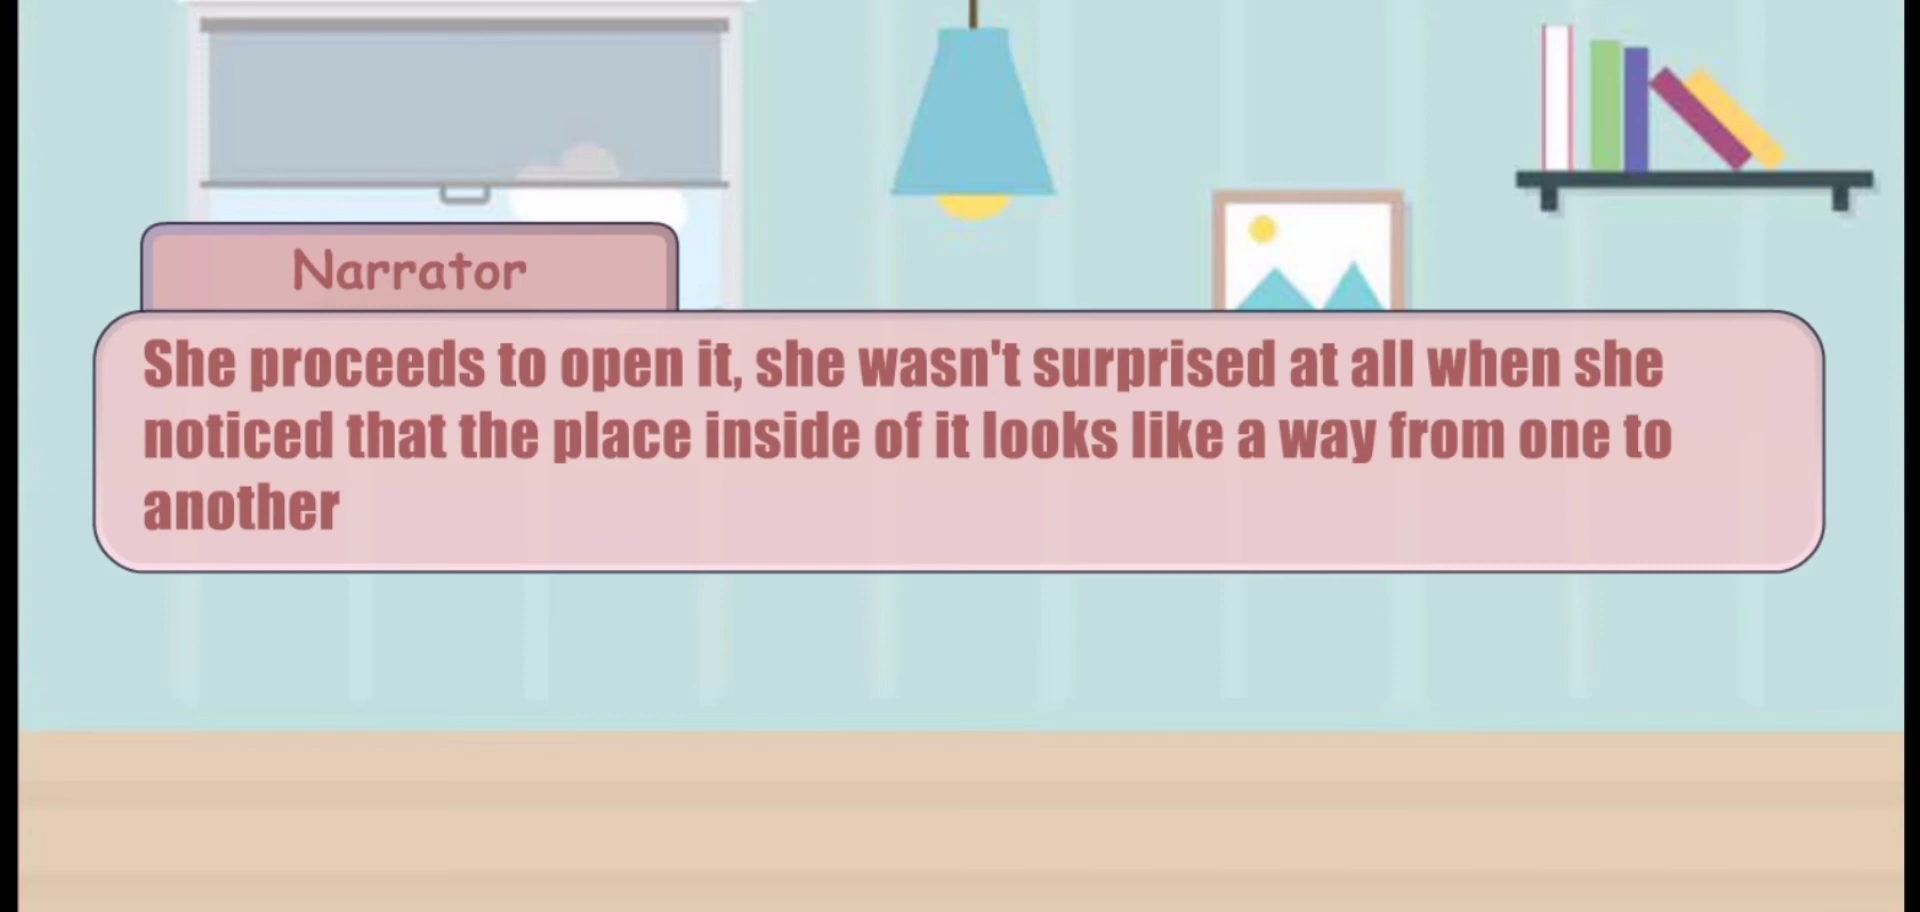 Narrator
She proceeds to open it, she wasn't surprised at all when she
noticed that the place inside of it looks like a way from one to
another